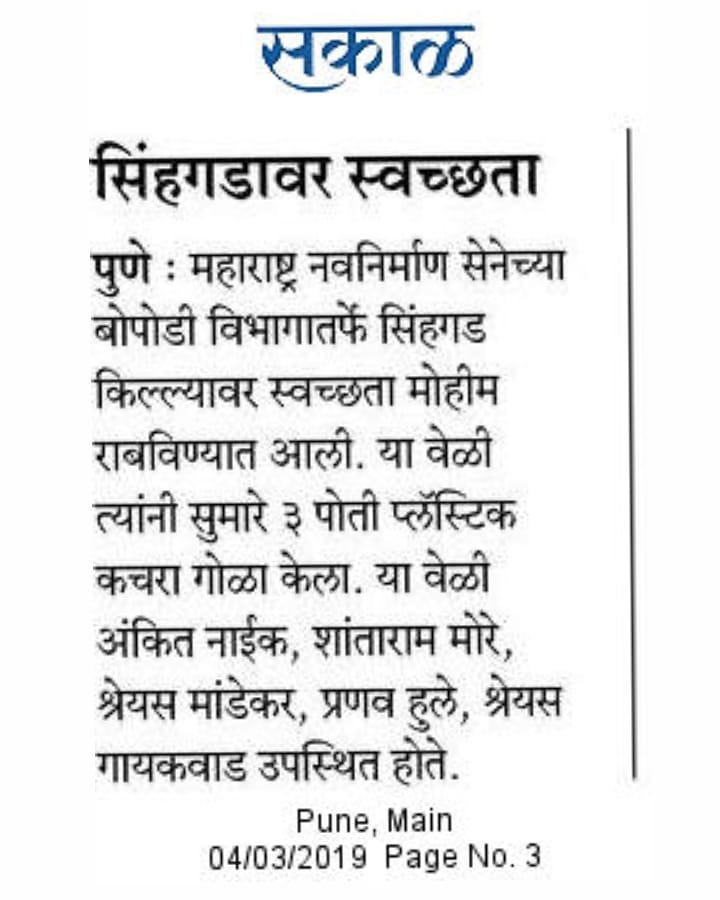 सकाळ
सिंहगडावर स्वच्छता
पुणे : महाराष्ट्र नवनिर्माण सेनेच्या
बोपोडी विभागातर्फे सिंहगड
किल्ल्यावर स्वच्छता मोहीम
राबविण्यात आली. या वेळी
त्यांनी सुमारे ३ पोती प्लॅस्टिक
कचरा गोळा केला. या वेळी
अंकित नाईक, शांताराम मोरे,
श्रेयस मांडेकर, प्रणव हुले, श्रेयस
गायकवाड उपस्थित होते.
Pune, Main
04/03/2019 Page No. 3